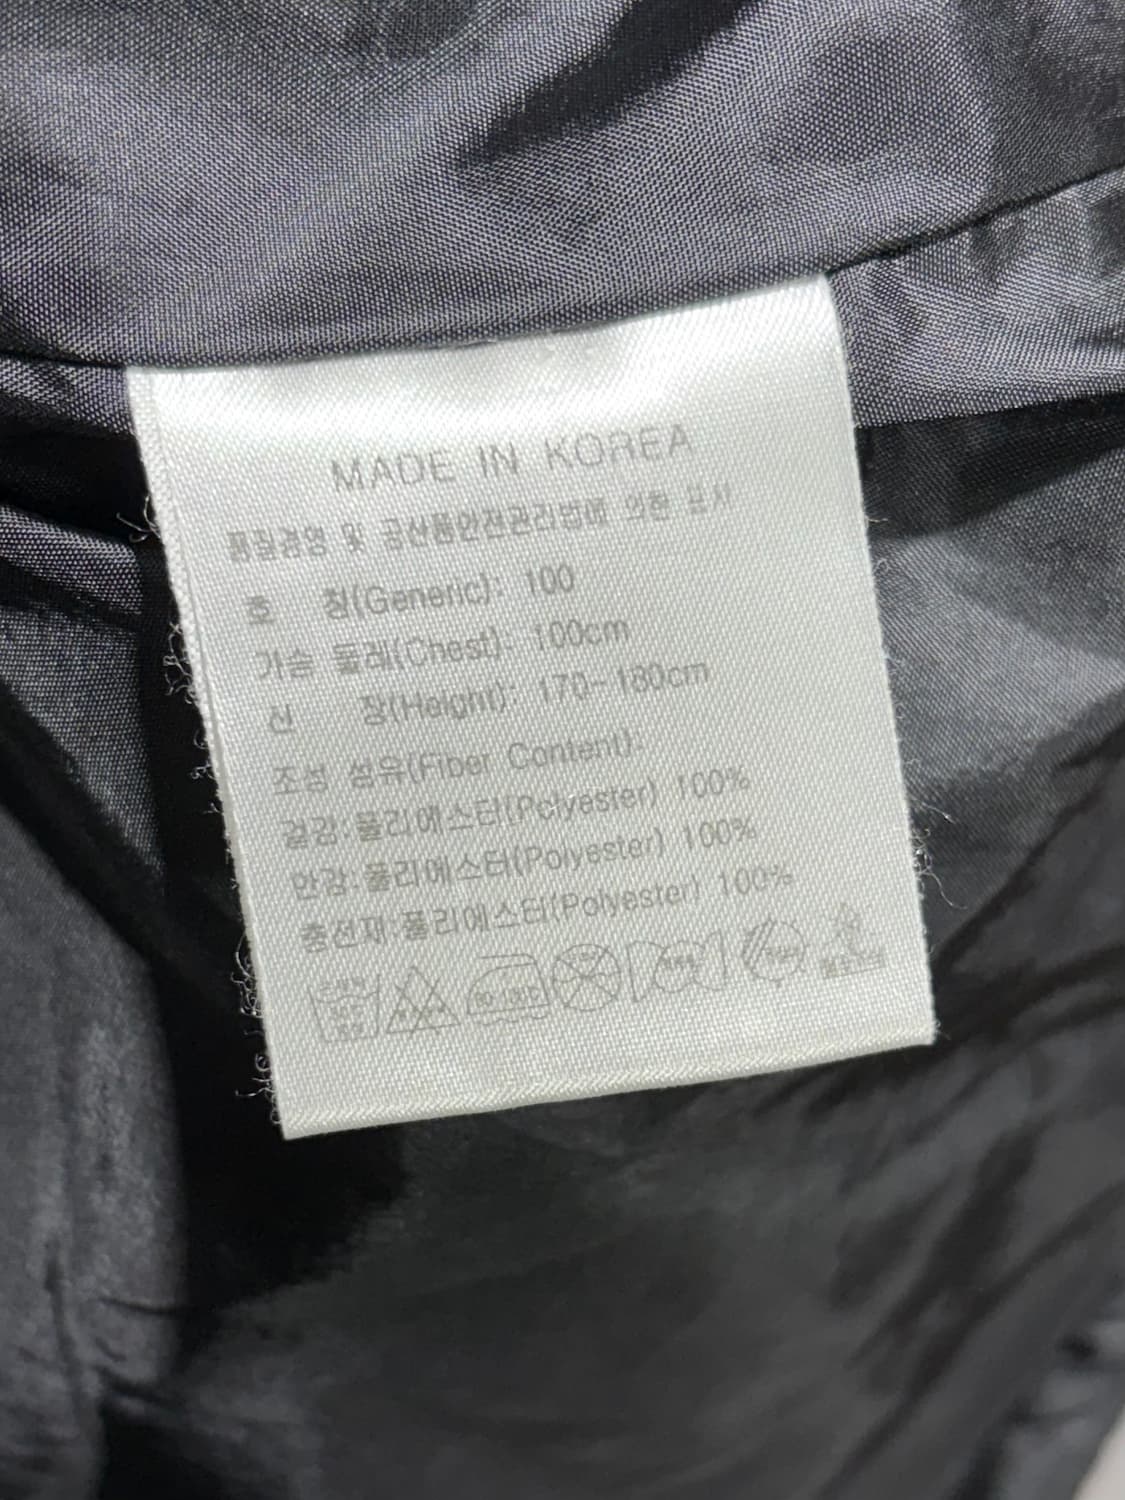 MADE IN KOREA
품질경영 및 공산품안전관리법에 의한 표시
호 칭(Generic): 100
가슴 둘레(Chest): 100cm
신 장(Height): 170-180cm
조성 섬유(Fiber Content):
겉감:폴리에스터(Polyester) 100%
안감:폴리에스터(Polyester) 100%
충전재:폴리에스터(Polyester) 100%